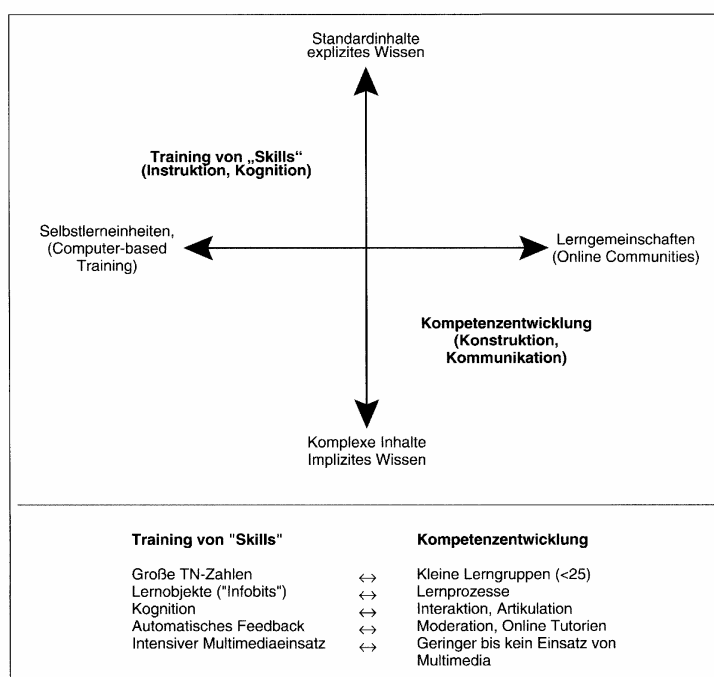 Standardinhalte
explizites Wissen
Training von „Skills“
(Instruktion, Kognition)
Selbstlerneinheiten,
(Computer-based
Training)
Lerngemeinschaften
(Online Communities)
Kompetenzentwicklung
(Konstruktion,
Kommunikation)
Komplexe Inhalte
Implizites Wissen
Training von "Skills" Kompetenzentwicklung
Große TN-Zahlen ↔ Kleine Lerngruppen (<25)
Lernobjekte ("Infobits") ↔ Lernprozesse
Kognition ↔ Interaktion, Artikulation
Automatisches Feedback ↔ Moderation, Online Tutorien
Intensiver Multimediaeinsatz ↔ Geringer bis kein Einsatz von
Multimedia